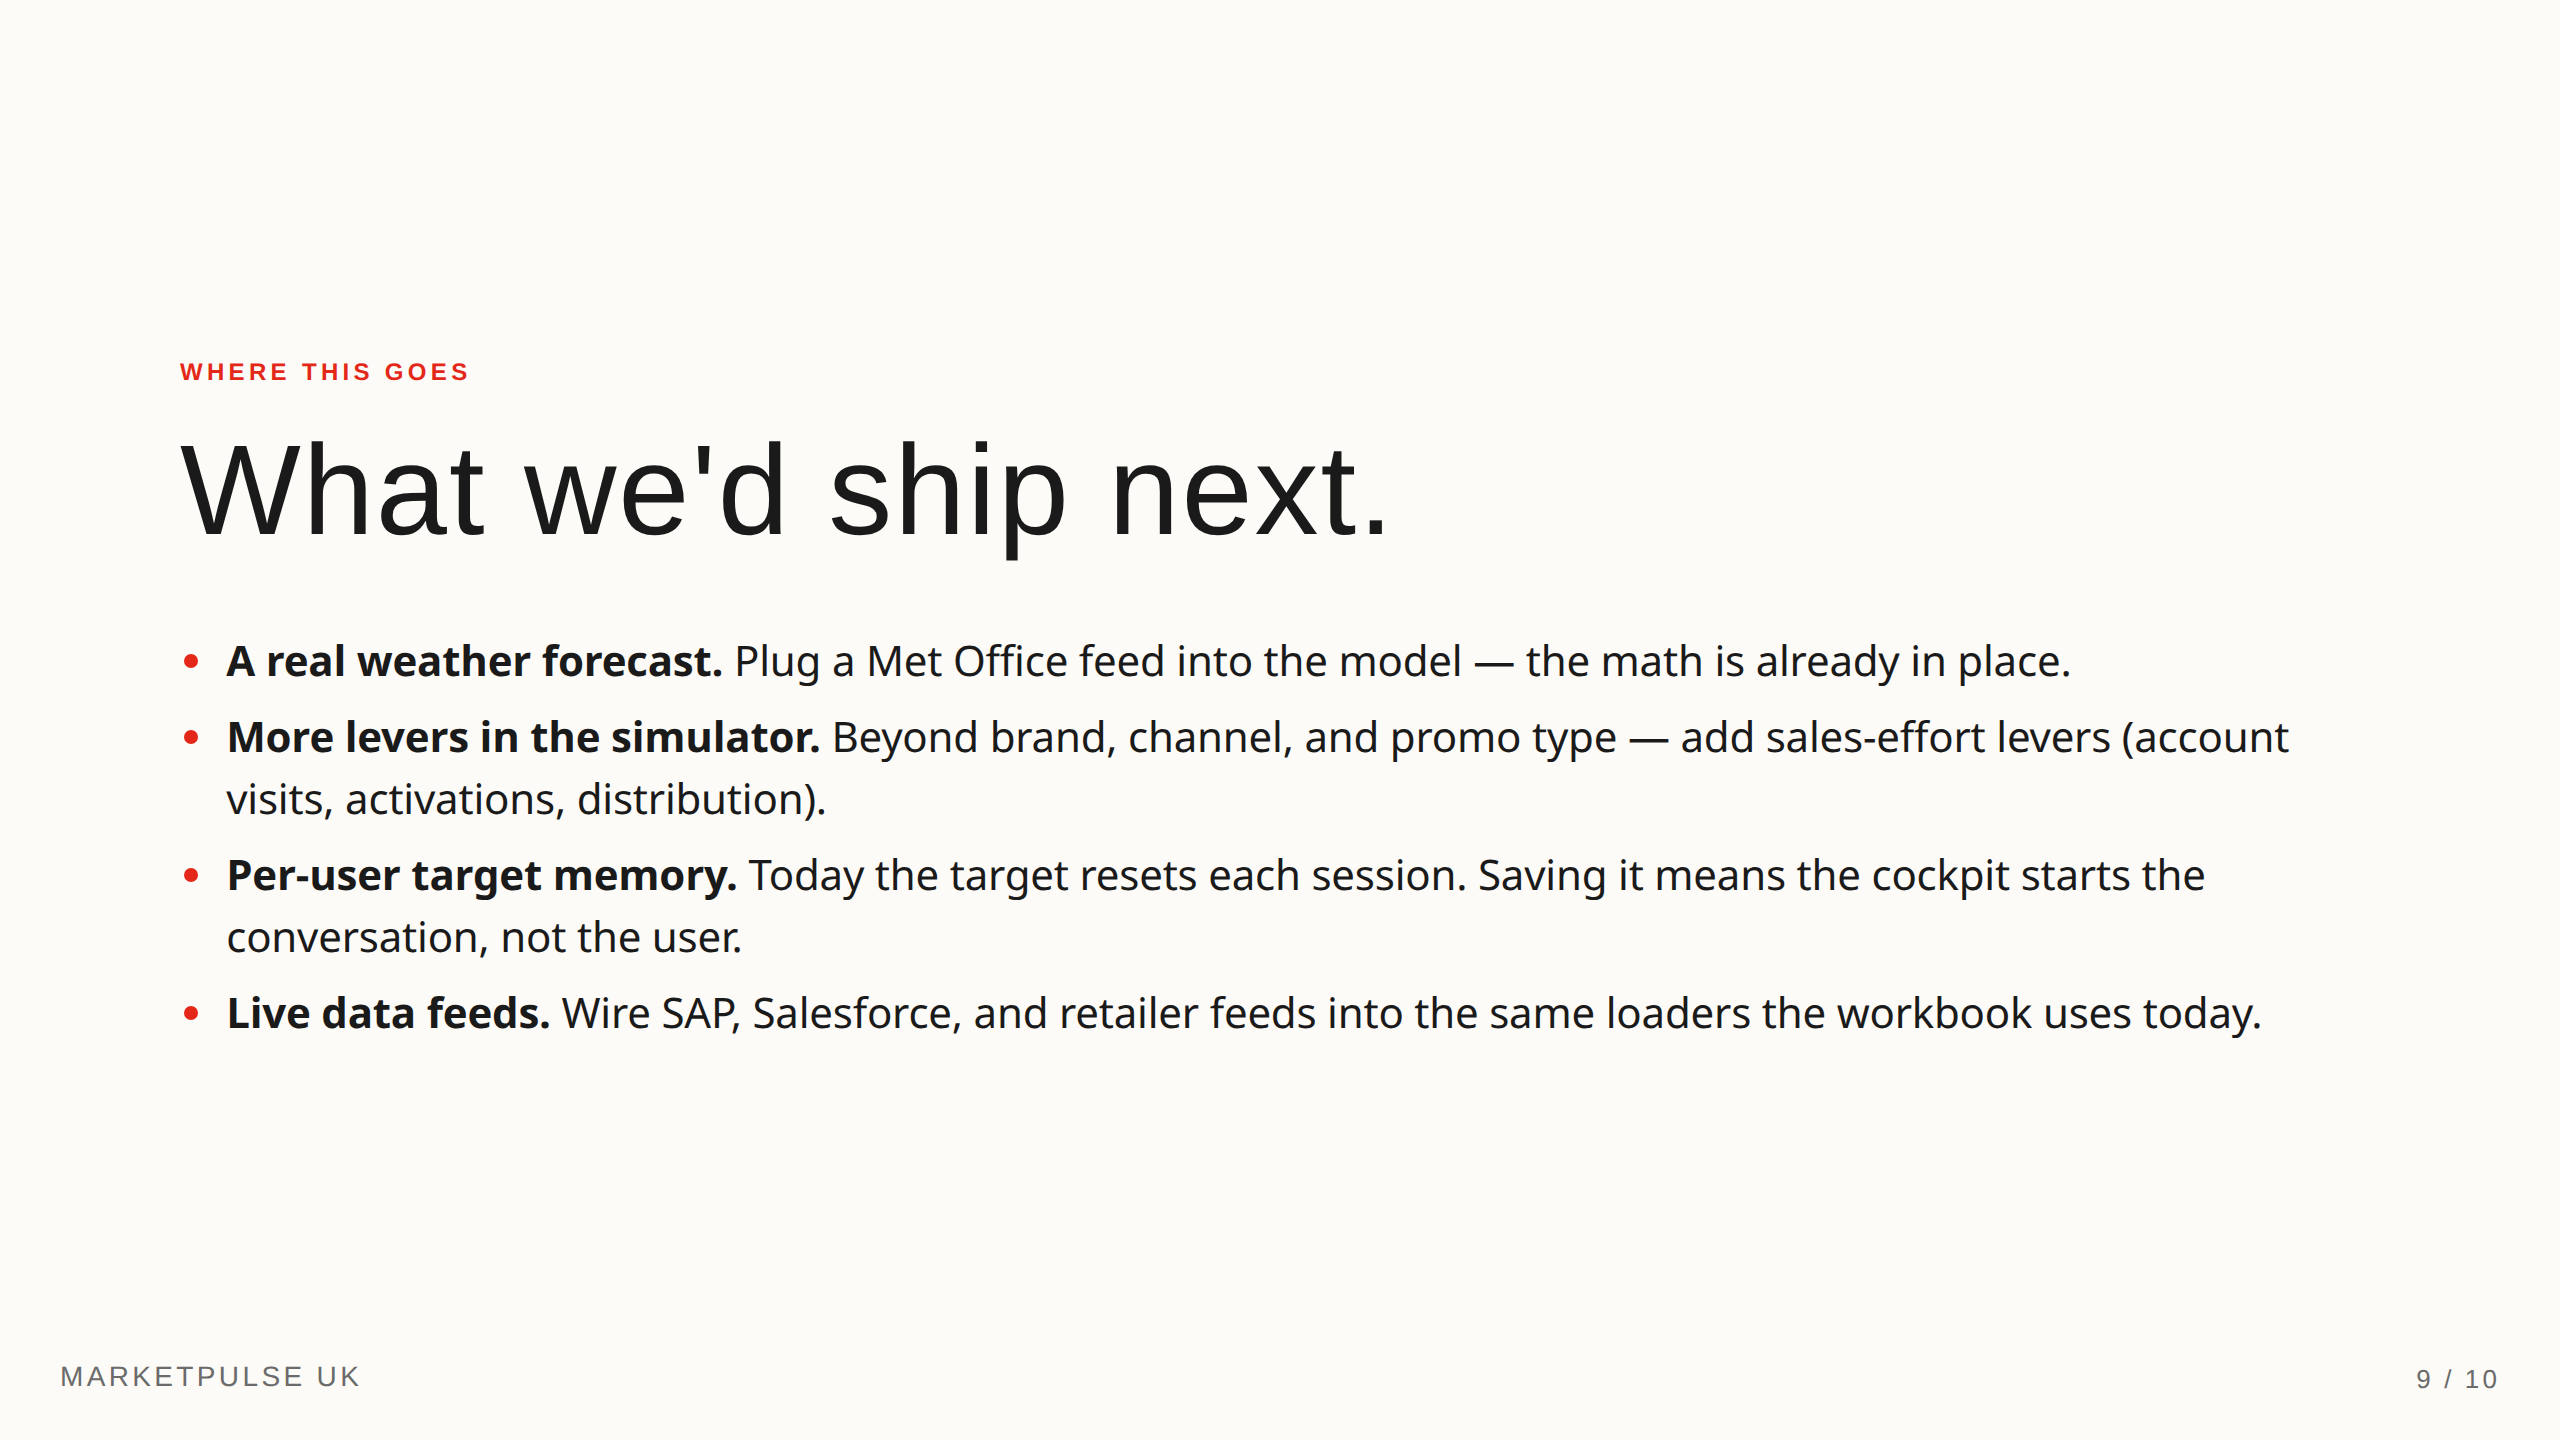 WHERE THIS GOES
What we'd ship next.
• A real weather forecast. Plug a Met Office feed into the model — the math is already in place.
• More levers in the simulator. Beyond brand, channel, and promo type — add sales-effort levers (account
visits, activations, distribution).
• Per-user target memory. Today the target resets each session. Saving it means the cockpit starts the
conversation, not the user.
• Live data feeds. Wire SAP, Salesforce, and retailer feeds into the same loaders the workbook uses today.
MARKETPULSE UK
9 / 10